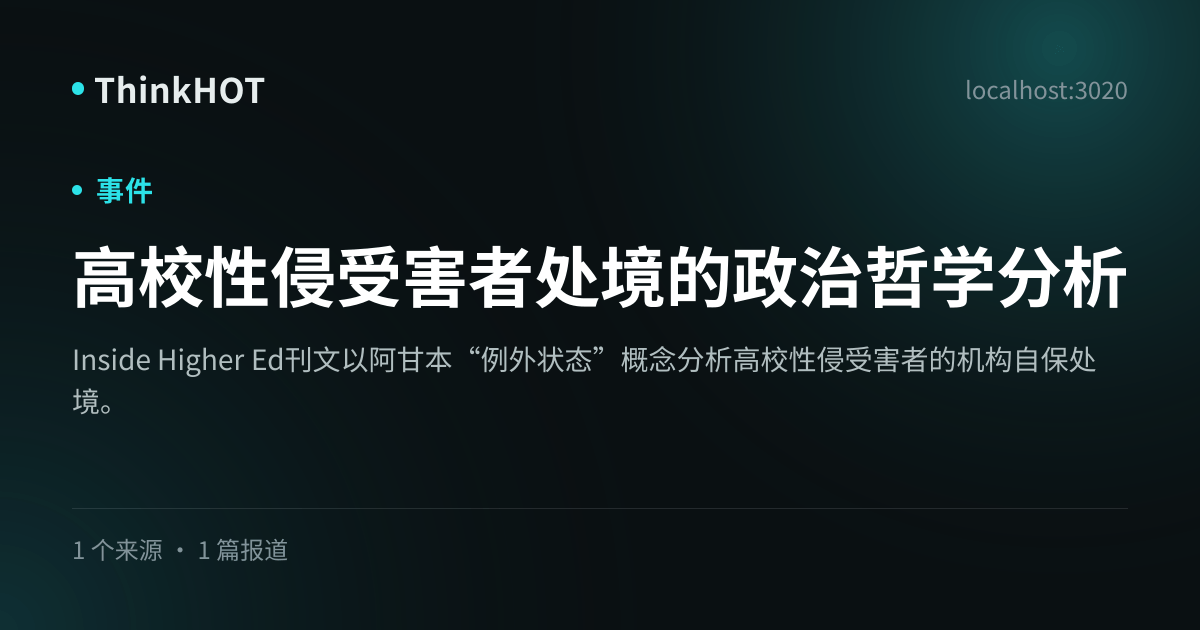 ThinkHOT
localhost:3020
事件
高校性侵受害者处境的政治哲学分析
Inside Higher Ed刊文以阿甘本“例外状态”概念分析高校性侵受害者的机构自保处
境。
1 个来源 · 1 篇报道